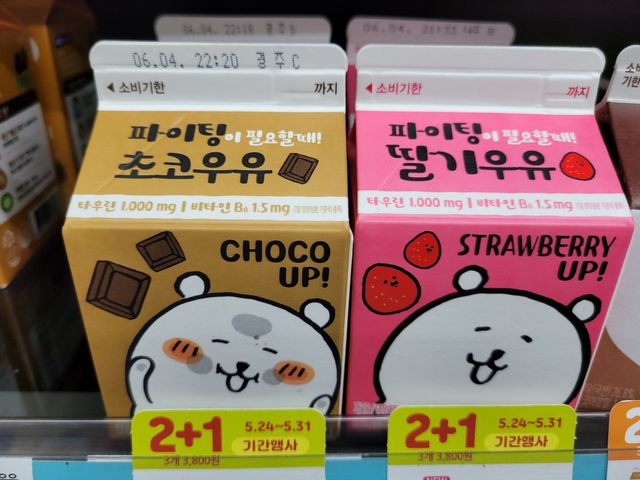 06.04. 22:20 광주C
소비기한
까지
파이팅이 필요할때!
초코우유
타우린 1.000 mg | 비타민 B₆ 1.5 mg
CHOCO
UP!
2+1
5.24~5.31
기간행사
3개 3,800원
소비기한
까지
파이팅이 필요할때!
딸기우유
타우린 1.000 mg | 비타민 B₆ 1.5 mg
STRAWBERRY
UP!
2+1
5.24~5.31
기간행사
3개 3,800원
NEW